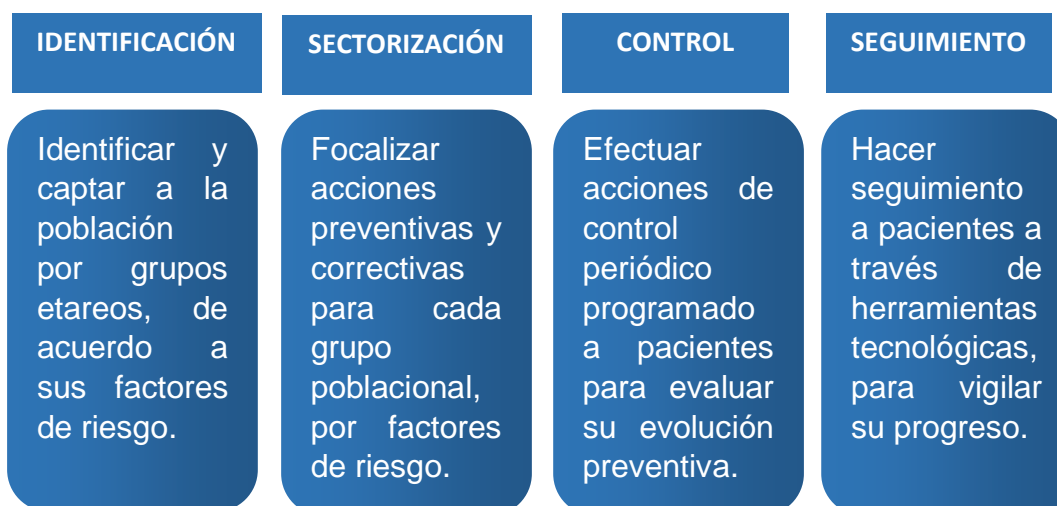 IDENTIFICACIÓN
Identificar y
captar a la
población
por grupos
etareos, de
acuerdo a
sus factores
de riesgo.
SECTORIZACIÓN
Focalizar
acciones
preventivas y
correctivas
para cada
grupo
poblacional,
por factores
de riesgo.
CONTROL
Efectuar
acciones de
control
periódico
programado
a pacientes
para evaluar
su evolución
preventiva.
SEGUIMIENTO
Hacer
seguimiento
a pacientes a
través de
herramientas
tecnológicas,
para vigilar
su progreso.